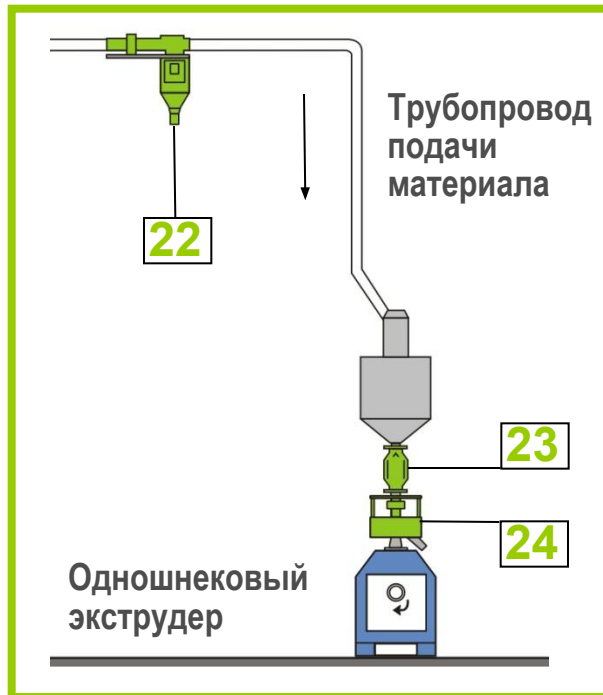 Трубопровод
подачи
материала
22
23
24
Одношнековый
экструдер